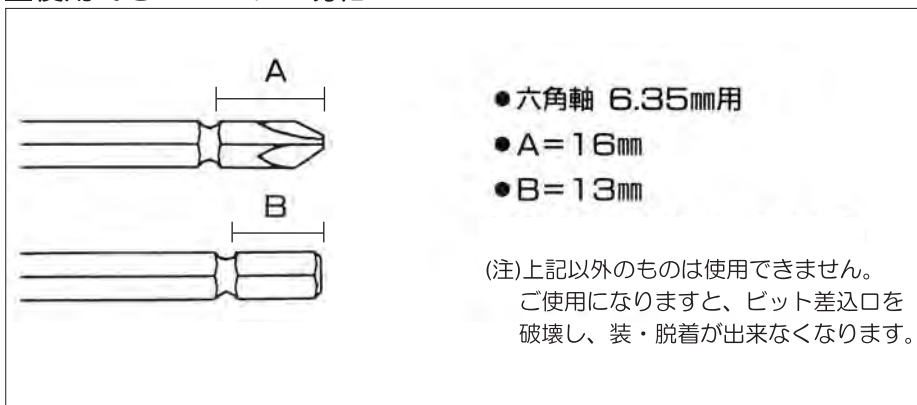 A
B
●六角軸 6.35㎜用
●A=16㎜
●B=13㎜
(注)上記以外のものは使用できません。
ご使用になりますと、ビット差込口を
破壊し、装・脱着が出来なくなります。